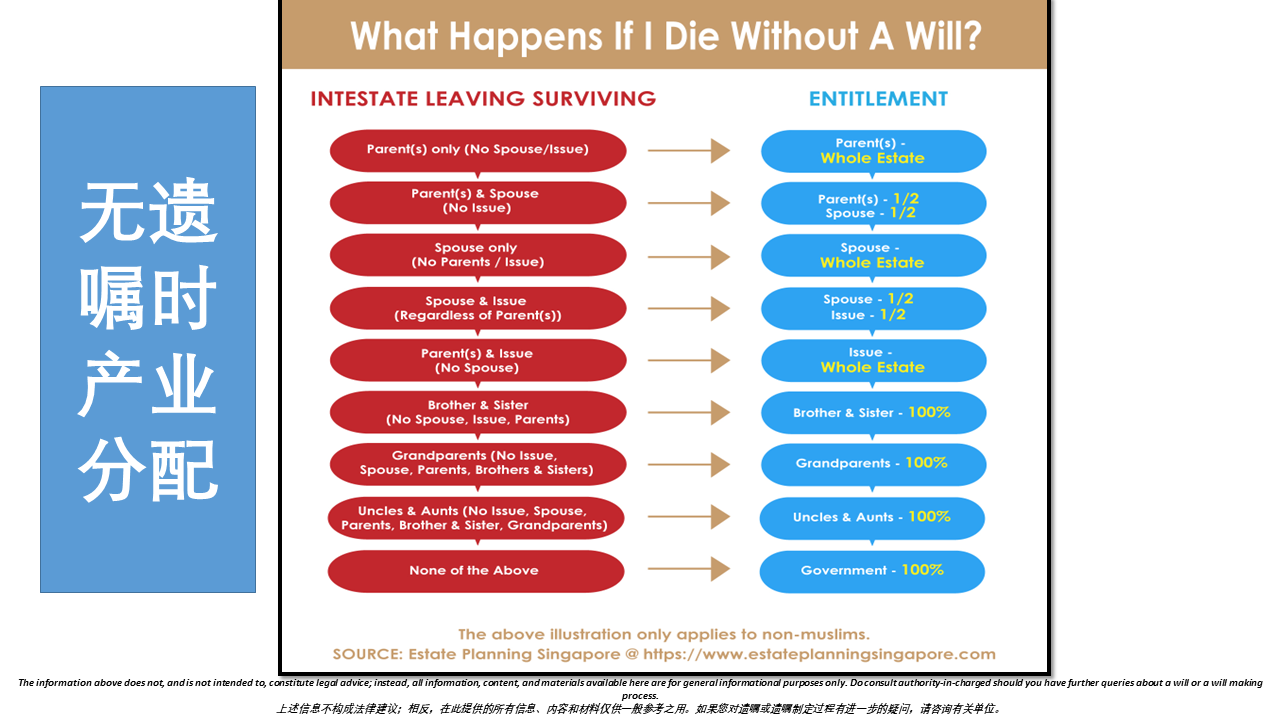 What Happens If I Die Without A Will?
无遗
嘱时
产业
分配
INTESTATE LEAVING SURVIVING
ENTITLEMENT
Parent(s) only (No Spouse/Issue)
Parent(s) -
Whole Estate
Parent(s) & Spouse
(No Issue)
Parent(s) - 1/2
Spouse - 1/2
Spouse only
(No Parents / Issue)
Spouse -
Whole Estate
Spouse & Issue
(Regardless of Parent(s))
Spouse - 1/2
Issue - 1/2
Parent(s) & Issue
(No Spouse)
Issue -
Whole Estate
Brother & Sister
(No Spouse, Issue, Parents)
Brother & Sister - 100%
Grandparents (No Issue,
Spouse, Parents, Brothers & Sisters)
Grandparents - 100%
Uncles & Aunts (No Issue, Spouse,
Parents, Brother & Sister, Grandparents)
Uncles & Aunts - 100%
None of the Above
Government - 100%
The above illustration only applies to non-muslims.
SOURCE: Estate Planning Singapore @ https://www.estateplanningsingapore.com
The information above does not, and is not intended to, constitute legal advice; instead, all information, content, and materials available here are for general informational purposes only. Do consult authority-in-charged should you have further queries about a will or a will making
process.
上述信息不构成法律建议；相反，在此提供的所有信息、内容和材料仅供一般参考之用。如果您对遗嘱或遗嘱制定过程有进一步的疑问，请咨询有关单位。